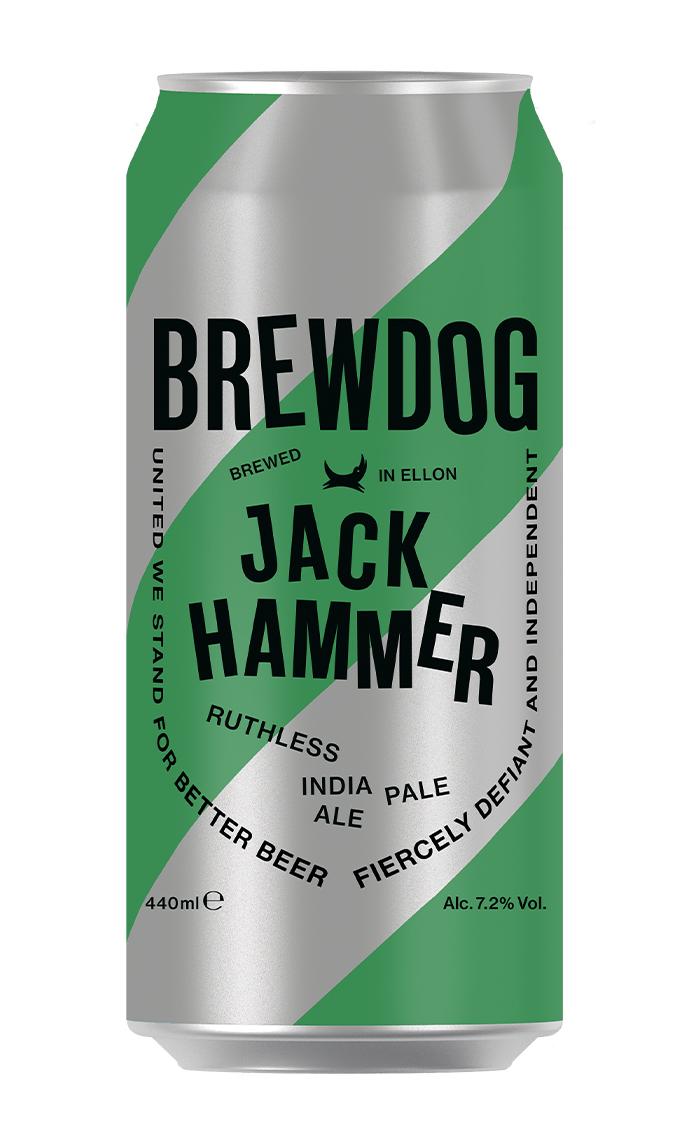 BREWDOG
BREWED IN ELLON
JACK
HAMMER
RUTHLESS
INDIA PALE
ALE
UNITED WE STAND FOR BETTER BEER
FIERCELY DEFIANT AND INDEPENDENT
440ml ℮
Alc. 7.2% Vol.